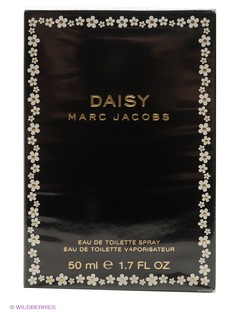 DAISY
MARC JACOBS
EAU DE TOILETTE SPRAY
EAU DE TOILETTE VAPORISATEUR
50 ml ℮ 1.7 FL OZ
© WILDBERRIES